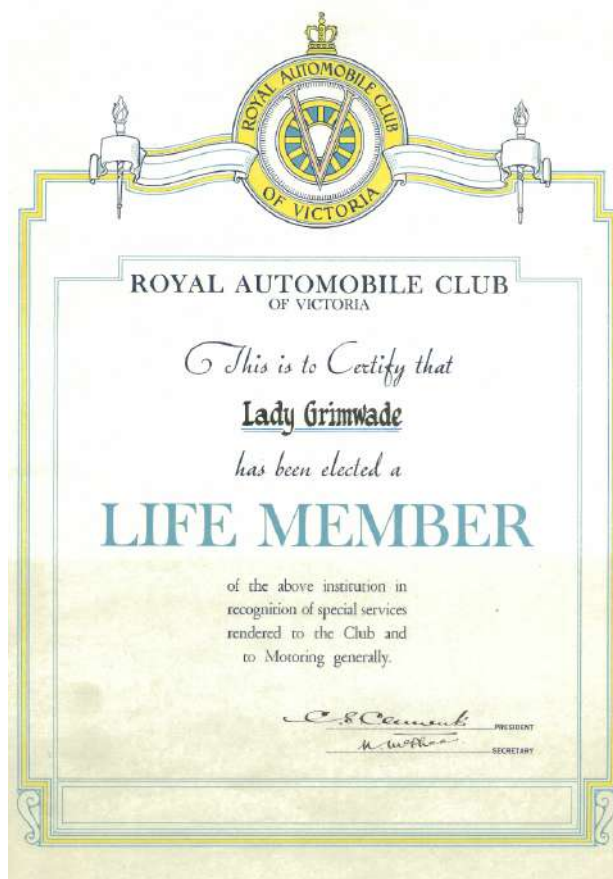 ROYAL AUTOMOBILE CLUB
OF VICTORIA
V
ROYAL AUTOMOBILE CLUB
OF VICTORIA
This is to Certify that
Lady Grimwade
has been elected a
LIFE MEMBER
of the above institution in
recognition of special services
rendered to the Club and
to Motoring generally.
PRESIDENT
SECRETARY